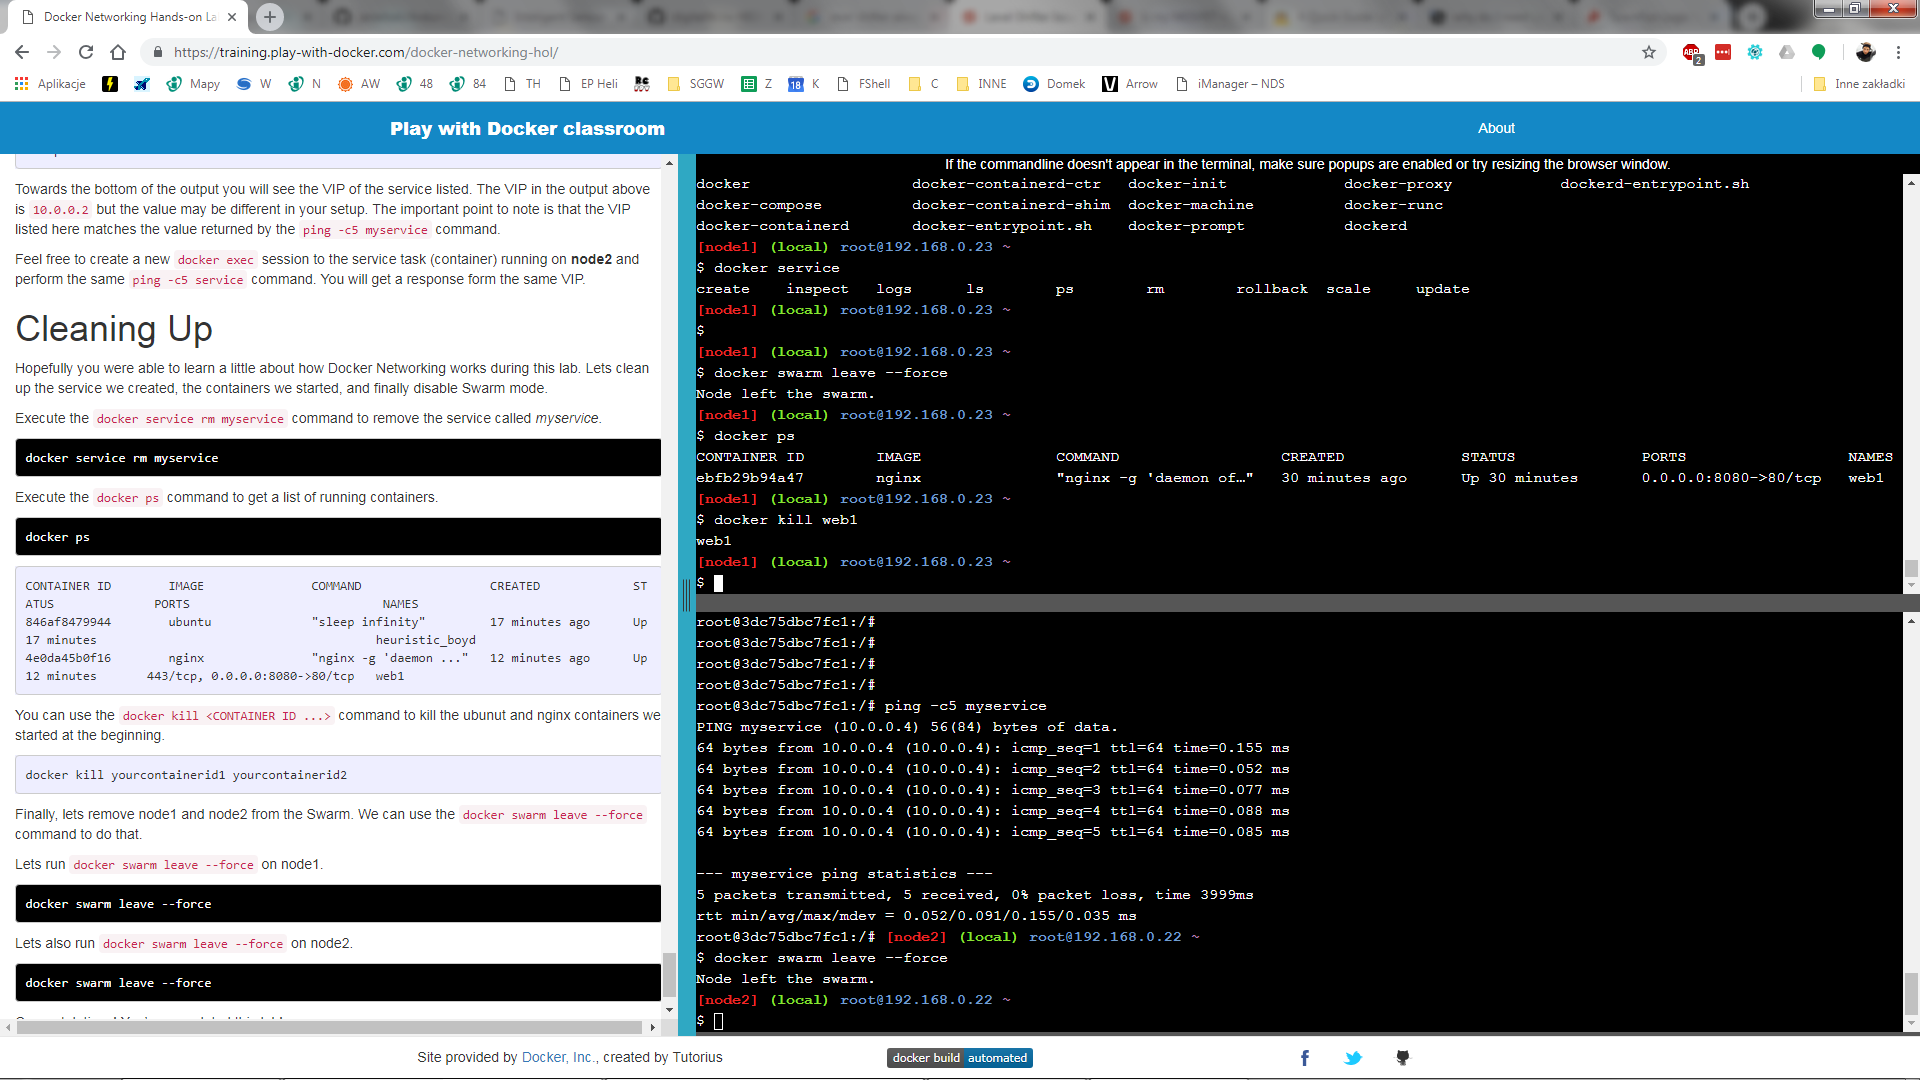 Docker Networking Hands-on La
https://training.play-with-docker.com/docker-networking-hol/
ABP
2
Aplikacje
Mapy
W
N
AW
48
84
TH
EP Heli
SGGW
Z
18
K
FShell
C
INNE
Domek
V
Arrow
iManager – NDS
Inne zakładki
Play with Docker classroom
About
Towards the bottom of the output you will see the VIP of the service listed. The VIP in the output above
is 10.0.0.2 but the value may be different in your setup. The important point to note is that the VIP
listed here matches the value returned by the ping -c5 myservice command.
Feel free to create a new docker exec session to the service task (container) running on node2 and
perform the same ping -c5 service command. You will get a response form the same VIP.
Cleaning Up
Hopefully you were able to learn a little about how Docker Networking works during this lab. Lets clean
up the service we created, the containers we started, and finally disable Swarm mode.
Execute the docker service rm myservice command to remove the service called myservice.
docker service rm myservice
Execute the docker ps command to get a list of running containers.
docker ps
CONTAINER ID IMAGE COMMAND CREATED ST
ATUS PORTS NAMES
846af8479944 ubuntu "sleep infinity" 17 minutes ago Up
17 minutes heuristic_boyd
4e0da45b0f16 nginx "nginx -g 'daemon ..." 12 minutes ago Up
12 minutes 443/tcp, 0.0.0.0:8080->80/tcp web1
You can use the docker kill <CONTAINER ID ...> command to kill the ubunut and nginx containers we
started at the beginning.
docker kill yourcontainerid1 yourcontainerid2
Finally, lets remove node1 and node2 from the Swarm. We can use the docker swarm leave --force
command to do that.
Lets run docker swarm leave --force on node1.
docker swarm leave --force
Lets also run docker swarm leave --force on node2.
docker swarm leave --force
If the commandline doesn't appear in the terminal, make sure popups are enabled or try resizing the browser window.
docker docker-containerd-ctr docker-init docker-proxy dockerd-entrypoint.sh
docker-compose docker-containerd-shim docker-machine docker-runc
docker-containerd docker-entrypoint.sh docker-prompt dockerd
[node1] (local) root@192.168.0.23 ~
$ docker service
create inspect logs ls ps rm rollback scale update
[node1] (local) root@192.168.0.23 ~
$
[node1] (local) root@192.168.0.23 ~
$ docker swarm leave --force
Node left the swarm.
[node1] (local) root@192.168.0.23 ~
$ docker ps
CONTAINER ID IMAGE COMMAND CREATED STATUS PORTS NAMES
ebfb29b94a47 nginx "nginx -g 'daemon of…" 30 minutes ago Up 30 minutes 0.0.0.0:8080->80/tcp web1
[node1] (local) root@192.168.0.23 ~
$ docker kill web1
web1
[node1] (local) root@192.168.0.23 ~
$
root@3dc75dbc7fc1:/#
root@3dc75dbc7fc1:/#
root@3dc75dbc7fc1:/#
root@3dc75dbc7fc1:/#
root@3dc75dbc7fc1:/# ping -c5 myservice
PING myservice (10.0.0.4) 56(84) bytes of data.
64 bytes from 10.0.0.4 (10.0.0.4): icmp_seq=1 ttl=64 time=0.155 ms
64 bytes from 10.0.0.4 (10.0.0.4): icmp_seq=2 ttl=64 time=0.052 ms
64 bytes from 10.0.0.4 (10.0.0.4): icmp_seq=3 ttl=64 time=0.077 ms
64 bytes from 10.0.0.4 (10.0.0.4): icmp_seq=4 ttl=64 time=0.088 ms
64 bytes from 10.0.0.4 (10.0.0.4): icmp_seq=5 ttl=64 time=0.085 ms
--- myservice ping statistics ---
5 packets transmitted, 5 received, 0% packet loss, time 3999ms
rtt min/avg/max/mdev = 0.052/0.091/0.155/0.035 ms
root@3dc75dbc7fc1:/# [node2] (local) root@192.168.0.22 ~
$ docker swarm leave --force
Node left the swarm.
[node2] (local) root@192.168.0.22 ~
$
Site provided by Docker, Inc., created by Tutorius
docker build automated